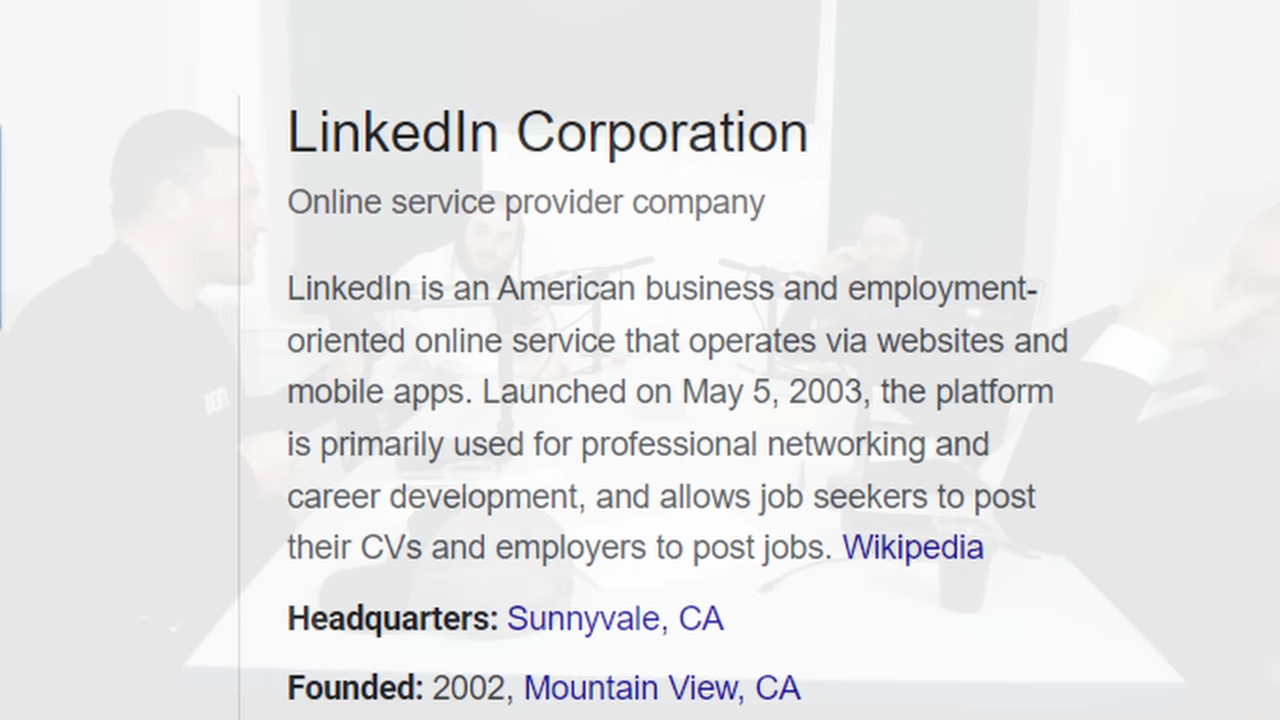 LinkedIn Corporation
Online service provider company
LinkedIn is an American business and employment-
oriented online service that operates via websites and
mobile apps. Launched on May 5, 2003, the platform
is primarily used for professional networking and
career development, and allows job seekers to post
their CVs and employers to post jobs. Wikipedia
Headquarters: Sunnyvale, CA
Founded: 2002, Mountain View, CA